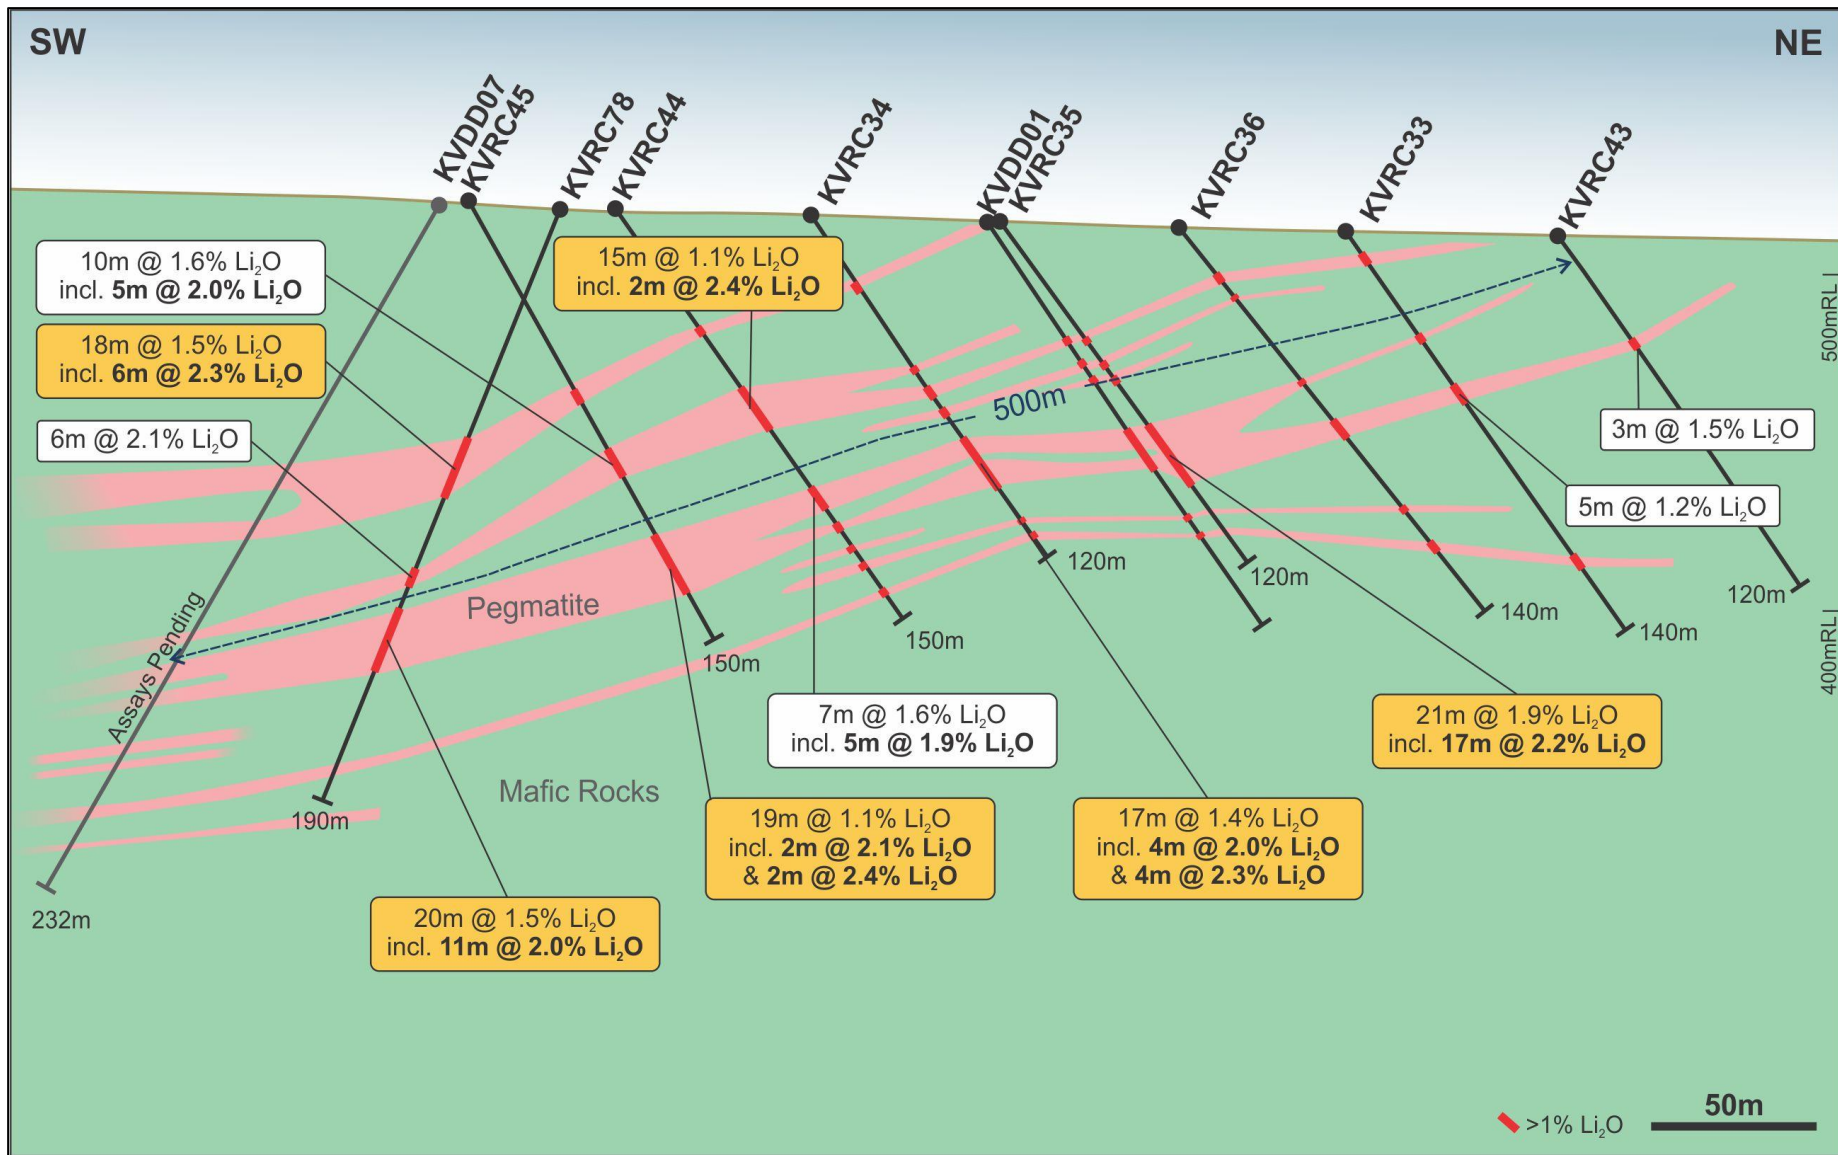 SW
NE
KVDD07
KVRC45
KVRC78
KVRC44
KVRC34
KVDD01
KVRC35
KVRC36
KVRC33
KVRC43
10m @ 1.6% Li₂O
incl. 5m @ 2.0% Li₂O
15m @ 1.1% Li₂O
incl. 2m @ 2.4% Li₂O
18m @ 1.5% Li₂O
incl. 6m @ 2.3% Li₂O
6m @ 2.1% Li₂O
500m
500mRL
3m @ 1.5% Li₂O
5m @ 1.2% Li₂O
Assays Pending
Pegmatite
120m
120m
140m
140m
120m
150m
150m
400mRL
7m @ 1.6% Li₂O
incl. 5m @ 1.9% Li₂O
21m @ 1.9% Li₂O
incl. 17m @ 2.2% Li₂O
Mafic Rocks
190m
19m @ 1.1% Li₂O
incl. 2m @ 2.1% Li₂O
& 2m @ 2.4% Li₂O
17m @ 1.4% Li₂O
incl. 4m @ 2.0% Li₂O
& 4m @ 2.3% Li₂O
232m
20m @ 1.5% Li₂O
incl. 11m @ 2.0% Li₂O
>1% Li₂O
50m